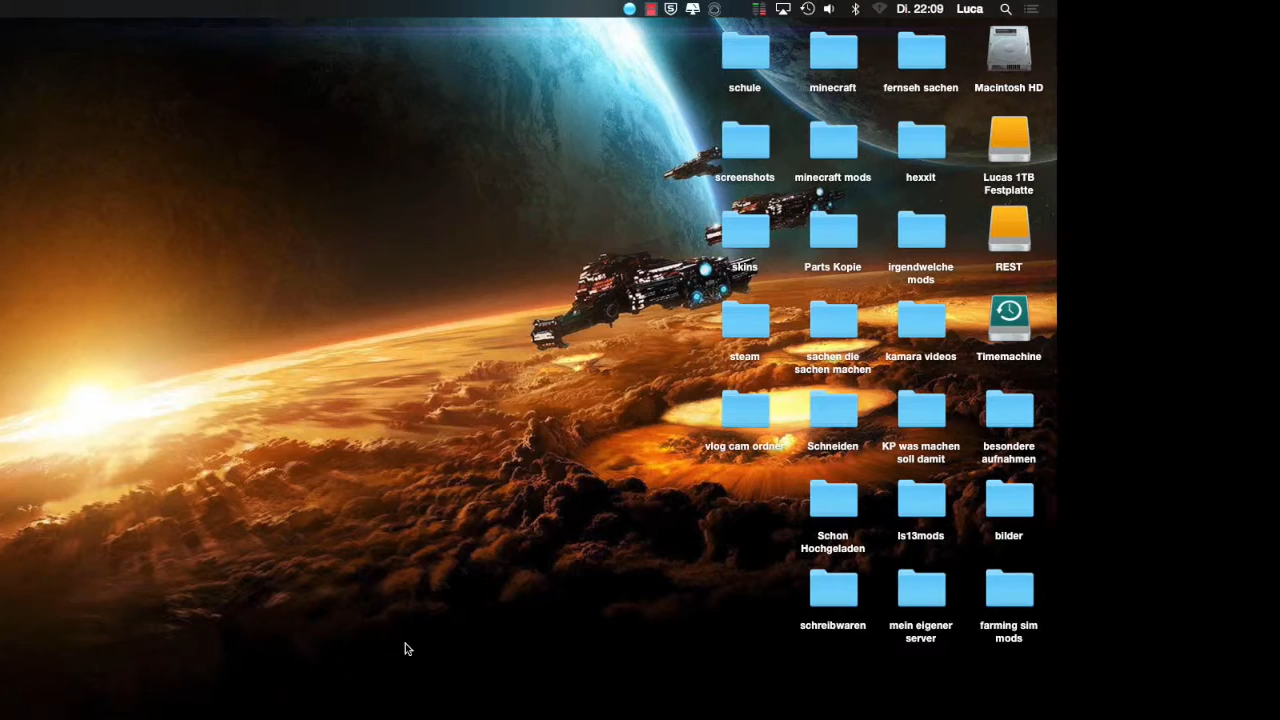 Di. 22:09 Luca
schule minecraft fernseh sachen Macintosh HD
screenshots minecraft mods hexxit Lucas 1TB
Festplatte
skins Parts Kopie irgendwelche REST
mods
steam sachen die kamara videos Timemachine
sachen machen
vlog cam ordner Schneiden KP was machen besondere
soll damit aufnahmen
Schon ls13mods bilder
Hochgeladen
schreibwaren mein eigener farming sim
server mods